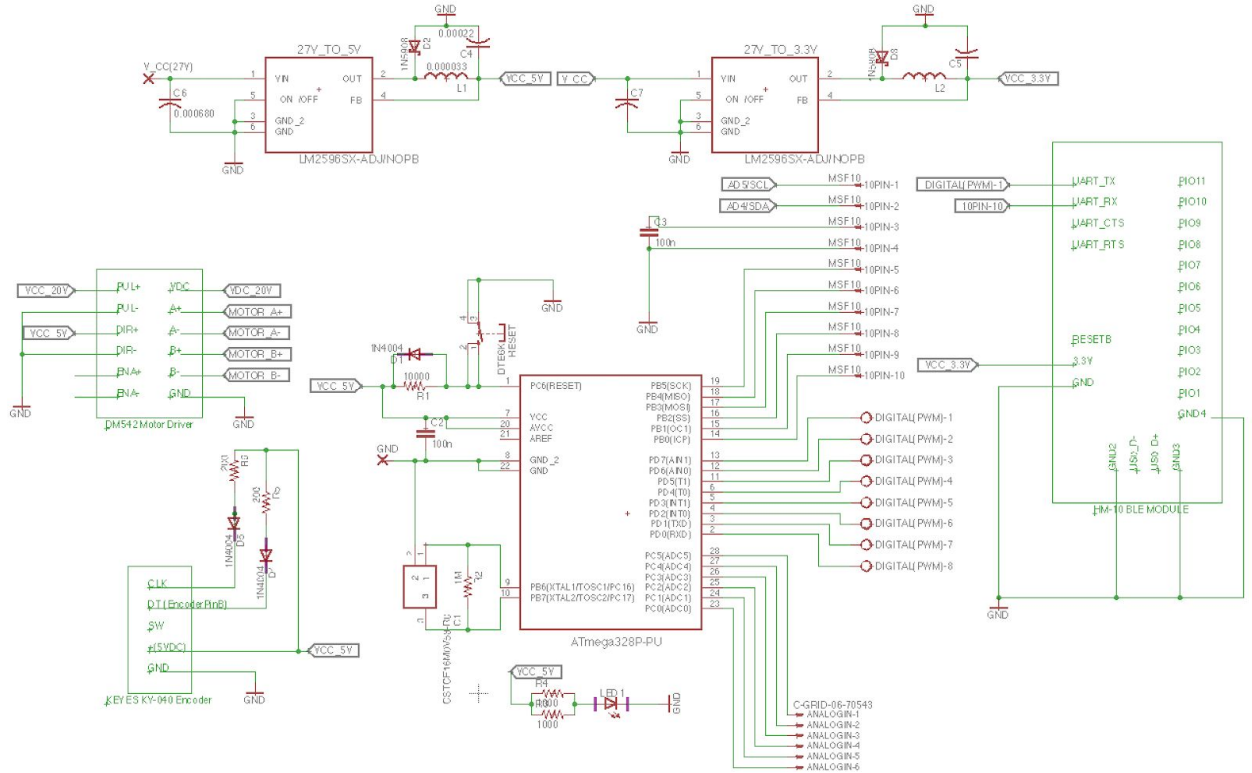 GND
0.00022
C4
D2
1N5908
27V_TO_5V
V_CC(27V)
VIN
OUT
ON /OFF
FB
GND_2
GND
1
5
3
6
2
4
C6
0.000680
0.000033
L1
VCC_5V
GND
LM2596SX-ADJ/NOPB
GND
27V_TO_3.3V
V_CC
VIN
OUT
ON /OFF
FB
GND_2
GND
1
5
3
6
2
4
C7
C5
L2
VCC_3.3V
GND
LM2596SX-ADJ/NOPB
AD5/SCL
AD4/SDA
MSF10
10PIN-1
MSF10
10PIN-2
MSF10
10PIN-3
MSF10
10PIN-4
MSF10
10PIN-5
MSF10
10PIN-6
MSF10
10PIN-7
MSF10
10PIN-8
MSF10
10PIN-9
MSF10
10PIN-10
C3
100n
GND
DIGITAL(PWM)-1
10PIN-10
UART_TX
UART_RX
UART_CTS
UART_RTS
RESETB
3.3V
GND
PIO11
PIO10
PIO9
PIO8
PIO7
PIO6
PIO5
PIO4
PIO3
PIO2
PIO1
GND4
GND2
USB_D-
USB_D+
GND3
HM-10 BLE MODULE
VCC_3.3V
GND
VCC_20V
VCC_5V
PUL+
PUL-
DIR+
DIR-
ENA+
ENA-
VDC
A+
A-
B+
B-
GND
VDC_20V
MOTOR_A+
MOTOR_A-
MOTOR_B+
MOTOR_B-
GND
GND
DM542 Motor Driver
GND
DTE6K
RESET
4
3
2
1
1N4004
D1
VCC_5V
10000
R1
C2
100n
GND
1
7
20
21
8
22
9
10
PC6(RESET)
VCC
AVCC
AREF
GND_2
GND
PB6(XTAL1/TOSC1/PC16)
PB7(XTAL2/TOSC2/PC17)
PB5(SCK)
PB4(MISO)
PB3(MOSI)
PB2(SS)
PB1(OC1)
PB0(ICP)
PD7(AIN1)
PD6(AIN0)
PD5(T1)
PD4(T0)
PD3(INT1)
PD2(INT0)
PD1(TXD)
PD0(RXD)
PC5(ADC5)
PC4(ADC4)
PC3(ADC3)
PC2(ADC2)
PC1(ADC1)
PC0(ADC0)
19
18
17
16
15
14
13
12
11
6
5
4
3
2
28
27
26
25
24
23
ATmega328P-PU
DIGITAL(PWM)-1
DIGITAL(PWM)-2
DIGITAL(PWM)-3
DIGITAL(PWM)-4
DIGITAL(PWM)-5
DIGITAL(PWM)-6
DIGITAL(PWM)-7
DIGITAL(PWM)-8
1M
R2
C1
200
200
1N4004
1N4004
CLK
DT(EncoderPinB)
SW
+(5VDC)
GND
VCC_5V
GND
KEYES KY-040 Encoder
VCC_5V
R4
1000
LED1
GND
C-GRID-06-70543
ANALOGIN-1
ANALOGIN-2
ANALOGIN-3
ANALOGIN-4
ANALOGIN-5
ANALOGIN-6